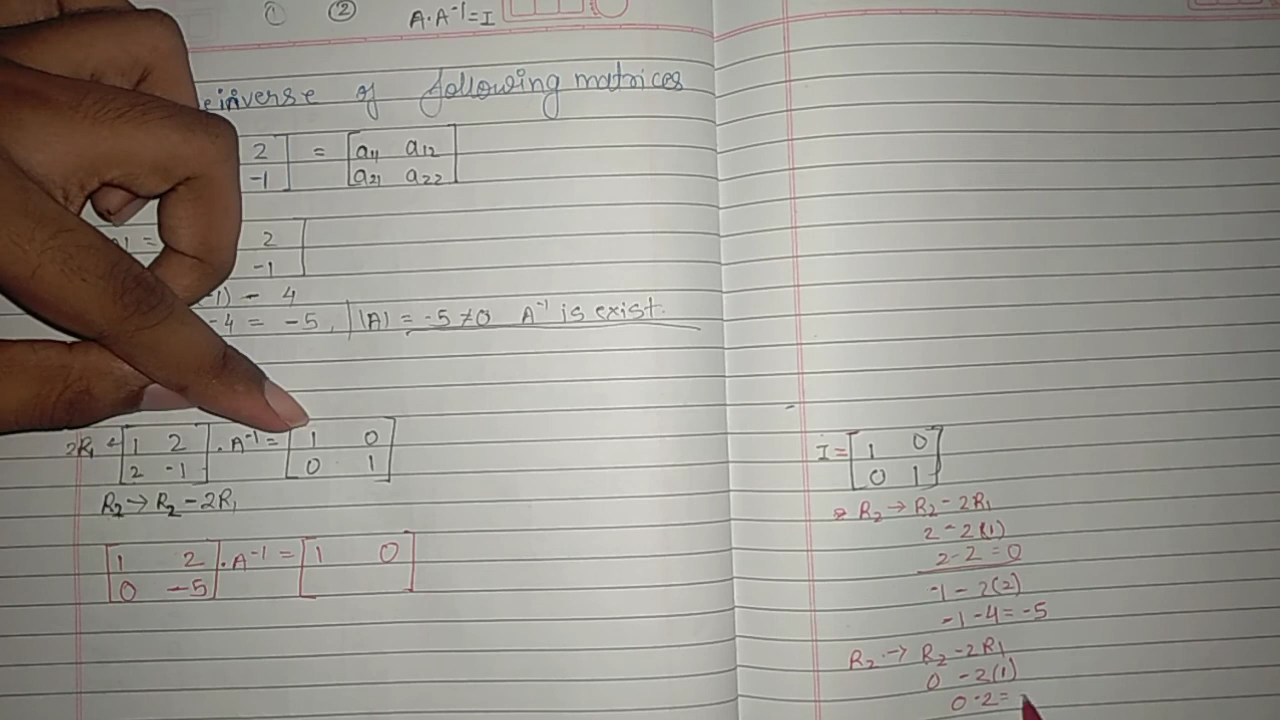 ① ② A·A⁻¹=I
inverse of following matrices
2 = [a₁₁ a₁₂
-1] a₂₁ a₂₂]
2
-1
-1) - 4
-4 = -5, |A| = -5≠0 A⁻¹ is exist.
2R₁ [1 2 ] . A⁻¹ = [1 0
2 -1] 0 1]
R₂→R₂-2R₁
[1 2 ] . A⁻¹ = [1 0 ]
0 -5
I = [1 0
0 1]
R₂→R₂-2R₁
2-2(1)
2-2=0
-1-2(2)
-1-4=-5
R₂→R₂-2R₁
0-2(1)
0-2=